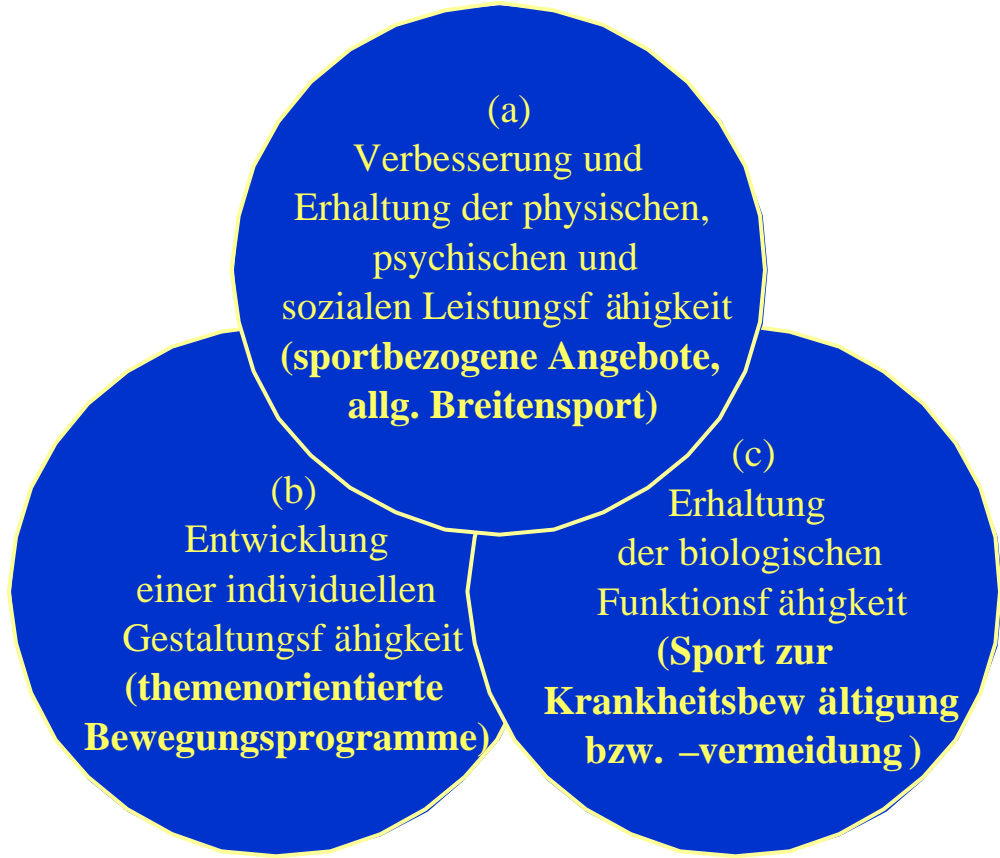 (a)
Verbesserung und
Erhaltung der physischen,
psychischen und
sozialen Leistungsf ähigkeit
(sportbezogene Angebote,
allg. Breitensport)
(b)
Entwicklung
einer individuellen
Gestaltungsf ähigkeit
(themenorientierte
Bewegungsprogramme)
(c)
Erhaltung
der biologischen
Funktionsf ähigkeit
(Sport zur
Krankheitsbew ältigung
bzw. –vermeidung )